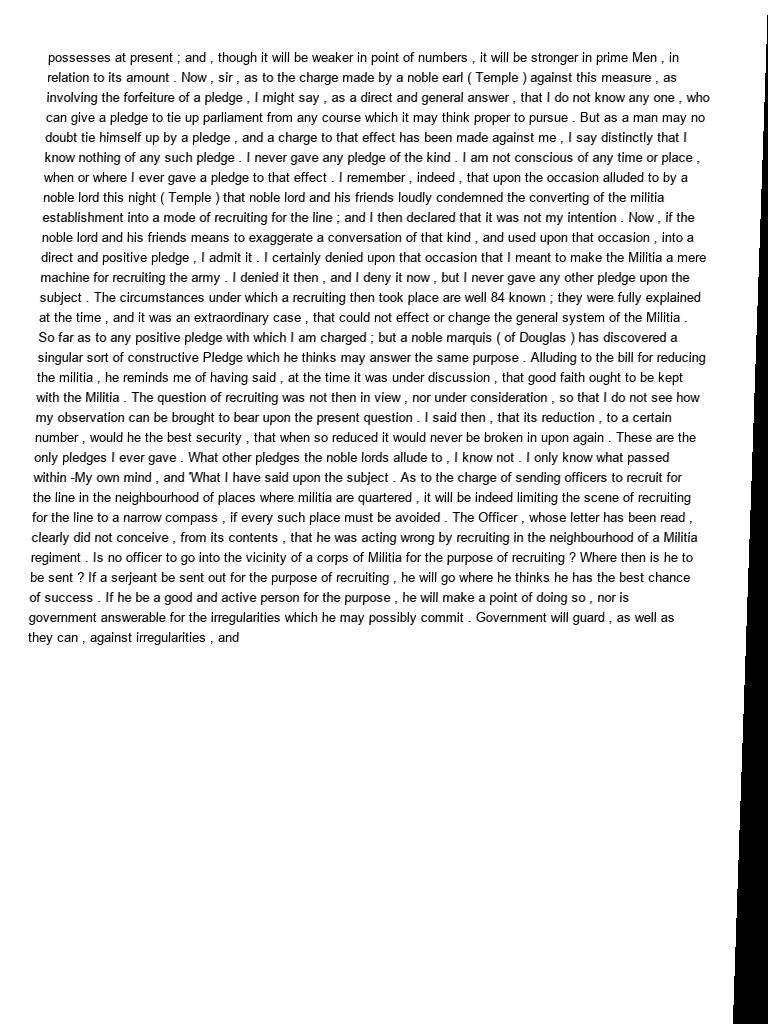 possesses at present ; and , though it will be weaker in point of numbers , it will be stronger in prime Men , in
relation to its amount . Now , sir , as to the charge made by a noble earl ( Temple ) against this measure , as
involving the forfeiture of a pledge , I might say , as a direct and general answer , that I do not know any one , who
can give a pledge to tie up parliament from any course which it may think proper to pursue . But as a man may no
doubt tie himself up by a pledge , and a charge to that effect has been made against me , I say distinctly that I
know nothing of any such pledge . I never gave any pledge of the kind . I am not conscious of any time or place ,
when or where I ever gave a pledge to that effect . I remember , indeed , that upon the occasion alluded to by a
noble lord this night ( Temple ) that noble lord and his friends loudly condemned the converting of the militia
establishment into a mode of recruiting for the line ; and I then declared that it was not my intention . Now , if the
noble lord and his friends means to exaggerate a conversation of that kind , and used upon that occasion , into a
direct and positive pledge , I admit it . I certainly denied upon that occasion that I meant to make the Militia a mere
machine for recruiting the army . I denied it then , and I deny it now , but I never gave any other pledge upon the
subject . The circumstances under which a recruiting then took place are well 84 known ; they were fully explained
at the time , and it was an extraordinary case , that could not effect or change the general system of the Militia .
So far as to any positive pledge with which I am charged ; but a noble marquis ( of Douglas ) has discovered a
singular sort of constructive Pledge which he thinks may answer the same purpose . Alluding to the bill for reducing
the militia , he reminds me of having said , at the time it was under discussion , that good faith ought to be kept
with the Militia . The question of recruiting was not then in view , nor under consideration , so that I do not see how
my observation can be brought to bear upon the present question . I said then , that its reduction , to a certain
number , would he the best security , that when so reduced it would never be broken in upon again . These are the
only pledges I ever gave . What other pledges the noble lords allude to , I know not . I only know what passed
within -My own mind , and 'What I have said upon the subject . As to the charge of sending officers to recruit for
the line in the neighbourhood of places where militia are quartered , it will be indeed limiting the scene of recruiting
for the line to a narrow compass , if every such place must be avoided . The Officer , whose letter has been read ,
clearly did not conceive , from its contents , that he was acting wrong by recruiting in the neighbourhood of a Militia
regiment . Is no officer to go into the vicinity of a corps of Militia for the purpose of recruiting ? Where then is he to
be sent ? If a serjeant be sent out for the purpose of recruiting , he will go where he thinks he has the best chance
of success . If he be a good and active person for the purpose , he will make a point of doing so , nor is
government answerable for the irregularities which he may possibly commit . Government will guard , as well as
they can , against irregularities , and